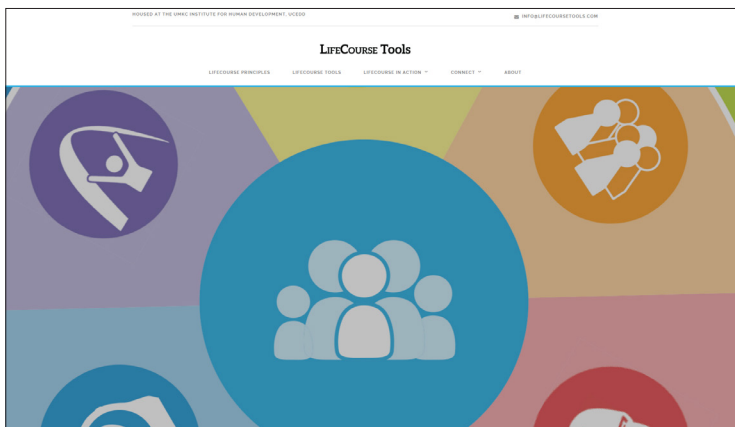 HOUSED AT THE UMKC INSTITUTE FOR HUMAN DEVELOPMENT, UCEDD
INFO@LIFECOURSETOOLS.COM
LIFECOURSE Tools
LIFECOURSE PRINCIPLES LIFECOURSE TOOLS LIFECOURSE IN ACTION CONNECT ABOUT